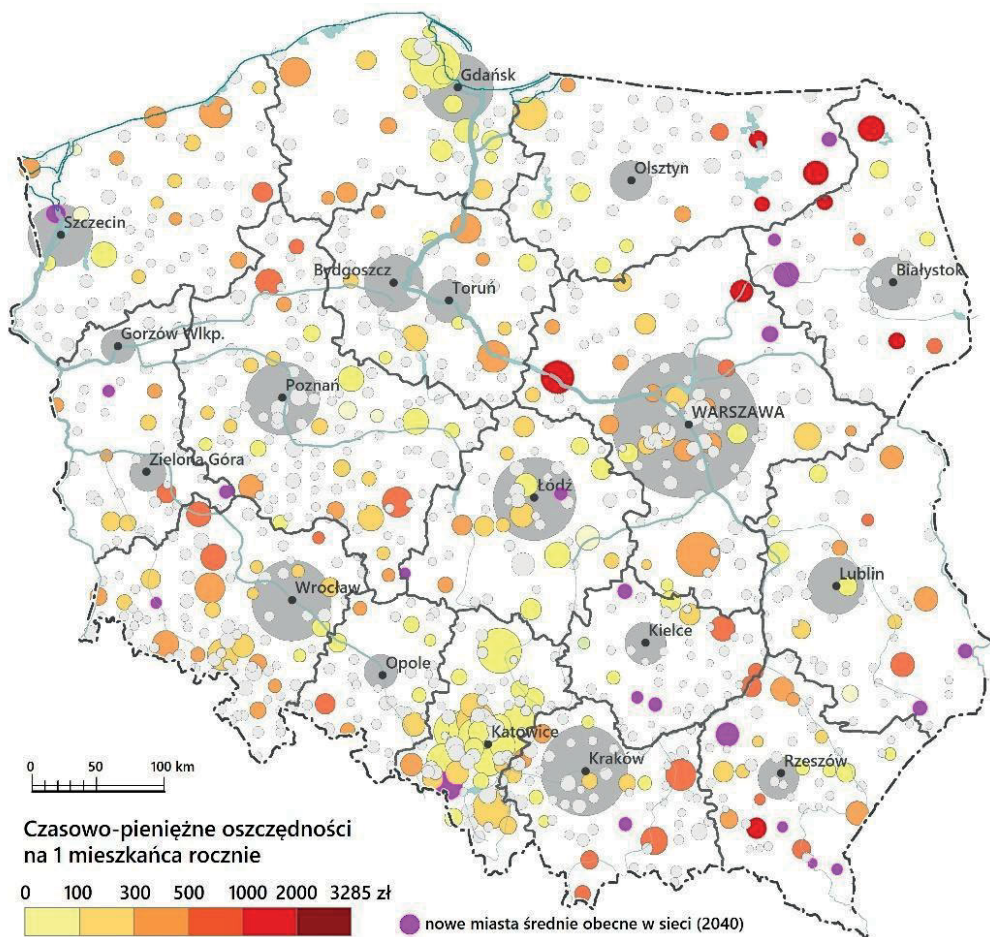 Gdańsk
Olsztyn
Szczecin
Bydgoszcz
Białystok
Toruń
Gorzów Wlkp.
Poznań
WARSZAWA
Zielona Góra
Łódź
Wrocław
Lublin
Kielce
Opole
Katowice
Kraków
Rzeszów
0 50 100 km
Czasowo-pieniężne oszczędności
na 1 mieszkańca rocznie
0 100 300 500 1000 2000 3285 zł
nowe miasta średnie obecne w sieci (2040)